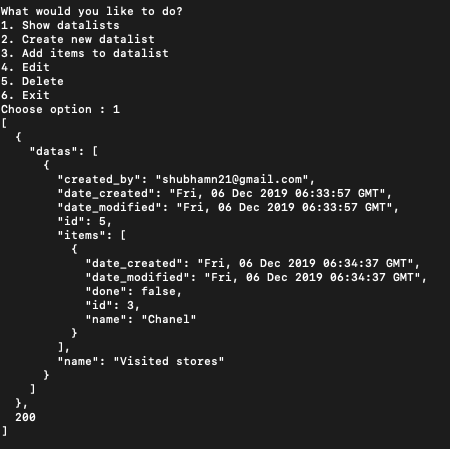 What would you like to do?
1. Show datalists
2. Create new datalist
3. Add items to datalist
4. Edit
5. Delete
6. Exit
Choose option : 1
[
  {
    "datas": [
      {
        "created_by": "shubhamn21@gmail.com",
        "date_created": "Fri, 06 Dec 2019 06:33:57 GMT",
        "date_modified": "Fri, 06 Dec 2019 06:33:57 GMT",
        "id": 5,
        "items": [
          {
            "date_created": "Fri, 06 Dec 2019 06:34:37 GMT",
            "date_modified": "Fri, 06 Dec 2019 06:34:37 GMT",
            "done": false,
            "id": 3,
            "name": "Chanel"
          }
        ],
        "name": "Visited stores"
      }
    ]
  },
  200
]